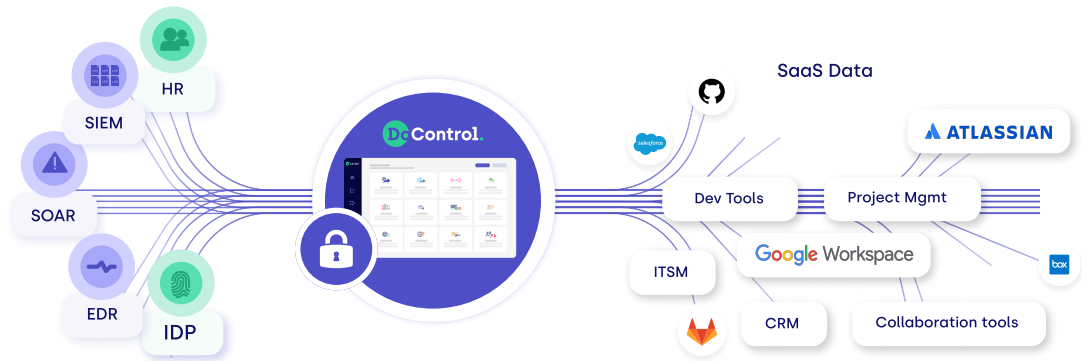 HR
SIEM
SOAR
EDR
IDP
DoControl.
SaaS Data
salesforce
ATLASSIAN
Dev Tools
Project Mgmt
Google Workspace
ITSM
box
CRM
Collaboration tools